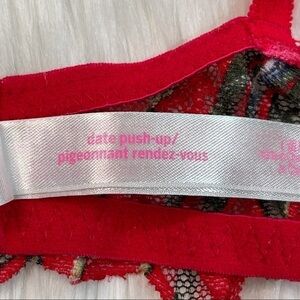 date push-up/
pigeonnant rendez-vous